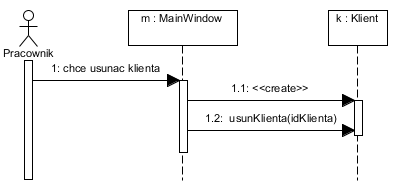 m : MainWindow
k : Klient
Pracownik
1: chce usunac klienta
1.1: <<create>>
1.2: usunKlienta(idKlienta)